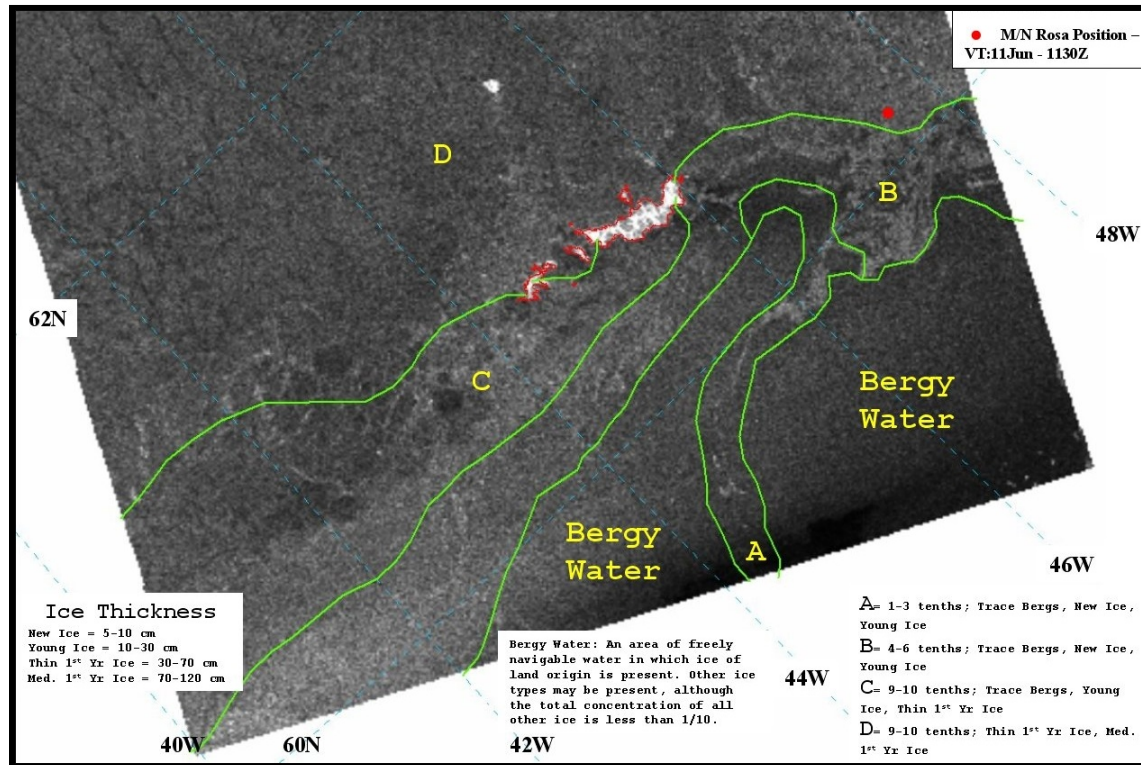 M/N Rosa Position –
VT:11Jun - 1130Z
D
B
48W
62N
C
Bergy
Water
Bergy
Water
A
46W
Ice Thickness
New Ice = 5-10 cm
Young Ice = 10-30 cm
Thin 1st Yr Ice = 30-70 cm
Med. 1st Yr Ice = 70-120 cm
Bergy Water: An area of freely
navigable water in which ice of
land origin is present. Other ice
types may be present, although
the total concentration of all
other ice is less than 1/10.
A= 1-3 tenths; Trace Bergs, New Ice,
Young Ice
B= 4-6 tenths; Trace Bergs, New Ice,
Young Ice
C= 9-10 tenths; Trace Bergs, Young
Ice, Thin 1st Yr Ice
D= 9-10 tenths; Thin 1st Yr Ice, Med.
1st Yr Ice
44W
40W
60N
42W